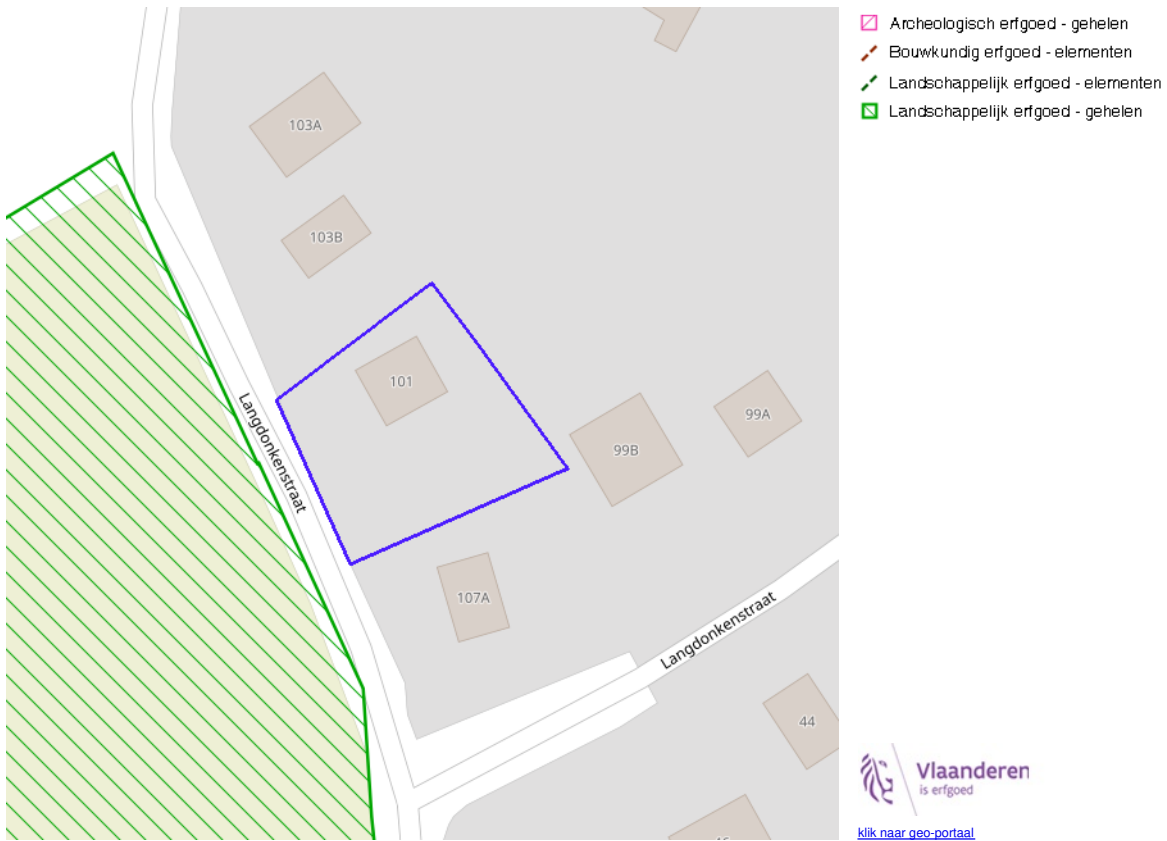 Archeologisch erfgoed - gehelen
Bouwkundig erfgoed - elementen
Landschappelijk erfgoed - elementen
Landschappelijk erfgoed - gehelen
103A
103B
101
99A
99B
Langdonkenstraat
107A
Langdonkenstraat
44
Vlaanderen
is erfgoed
klik naar geo-portaal